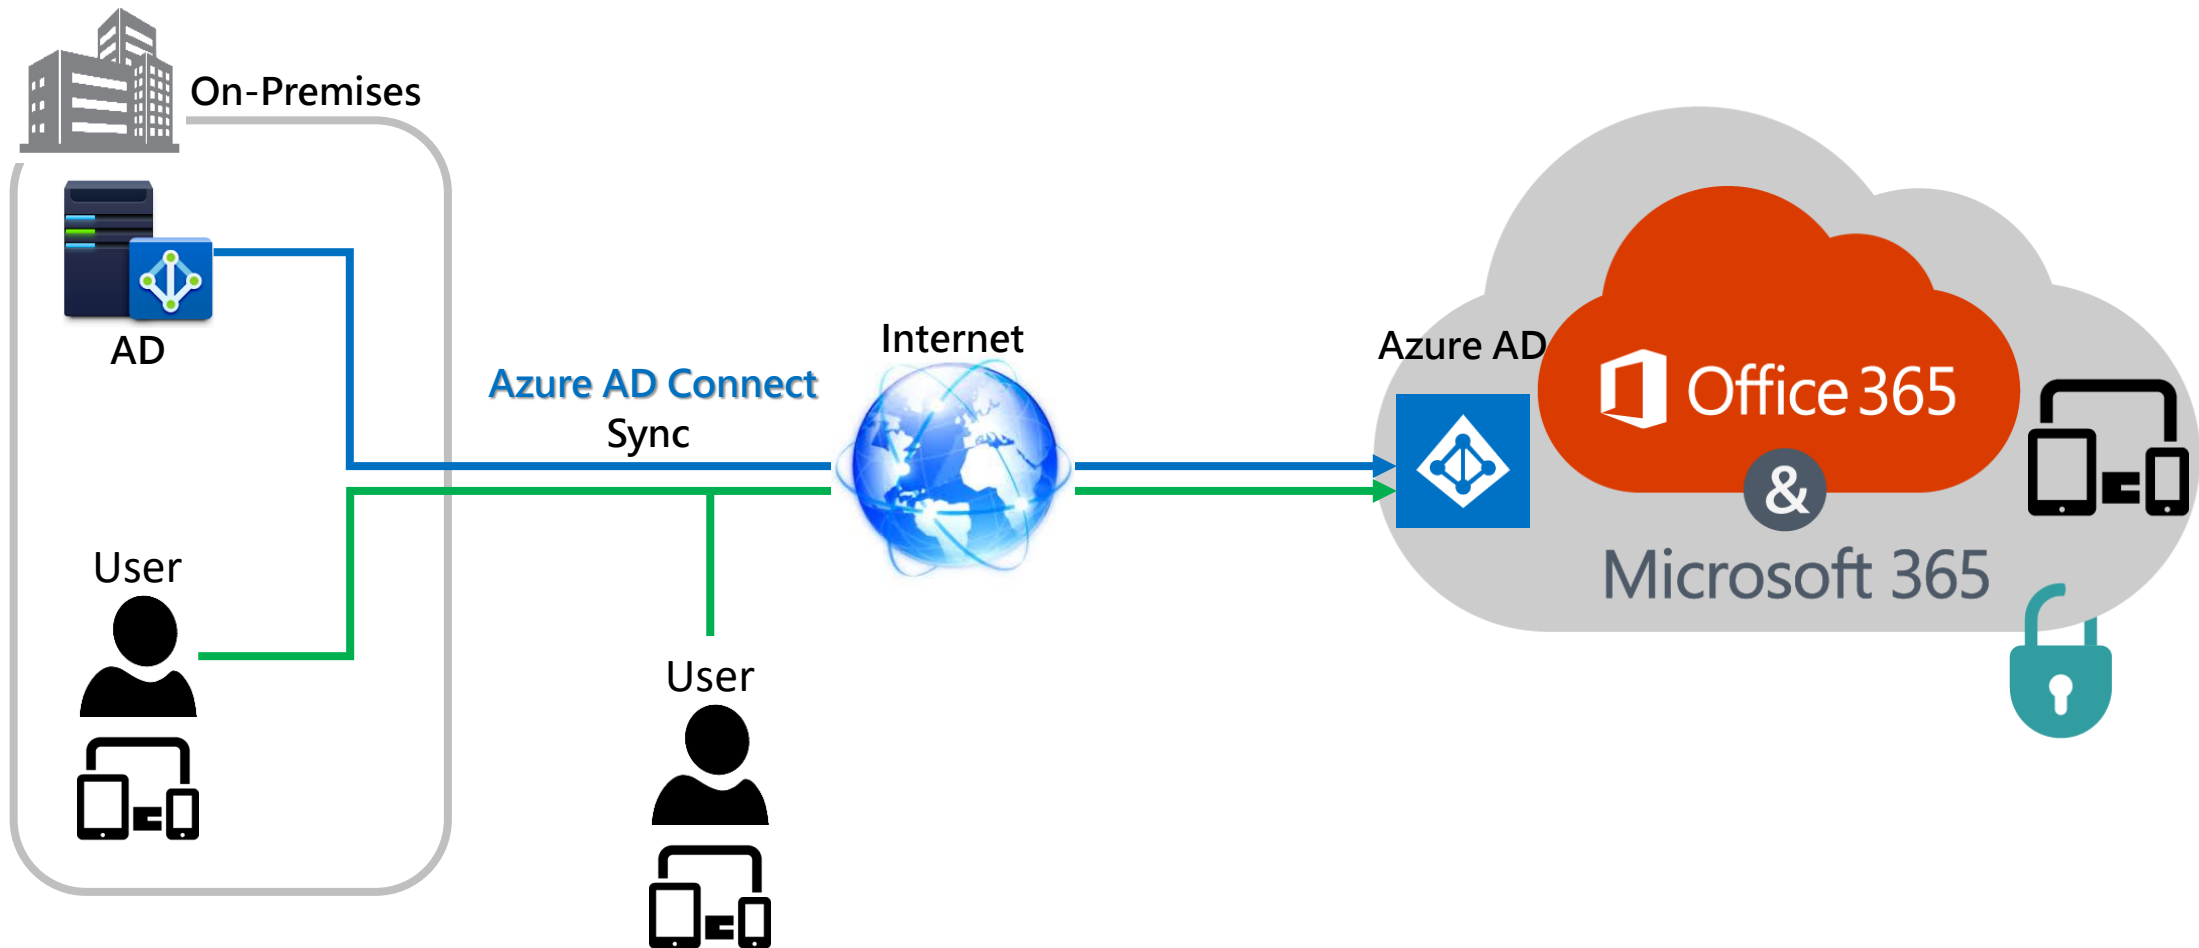 On-Premises
AD
Azure AD Connect
Sync
Internet
Azure AD
Office 365
&
Microsoft 365
User
User